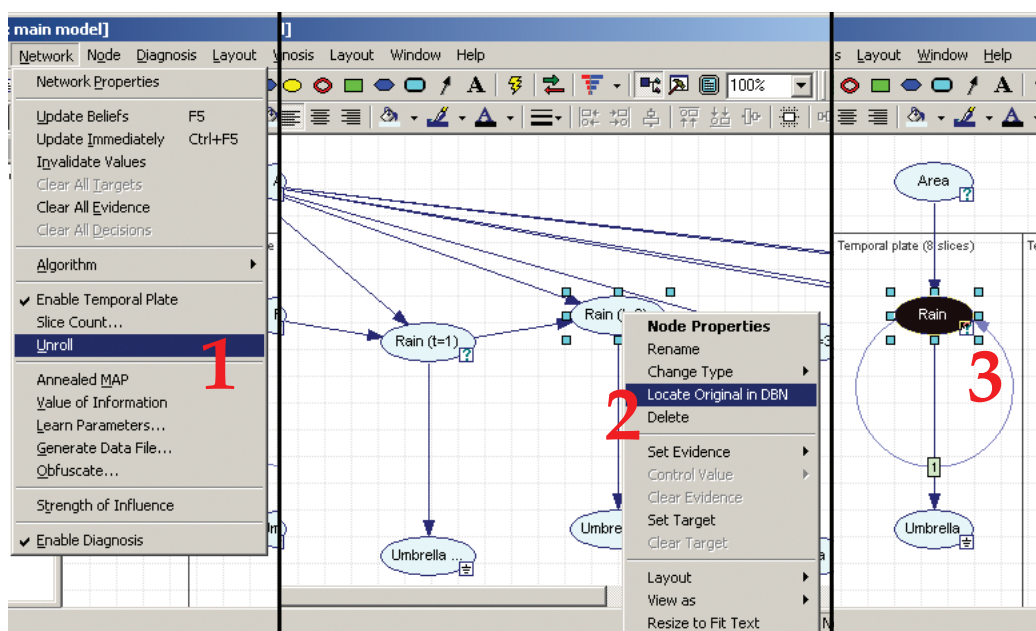 : main model]
Network Node Diagnosis Layout
Network Properties
Update Beliefs F5
Update Immediately Ctrl+F5
Invalidate Values
Clear All Targets
Clear All Evidence
Clear All Decisions
Algorithm
Enable Temporal Plate
Slice Count...
Unroll
1
Annealed MAP
Value of Information
Learn Parameters...
Generate Data File...
Obfuscate...
Strength of Influence
Enable Diagnosis
l]
nosis Layout Window Help
A
100%
A
Rain (t=1)
?
Rain (
Umbrella ...
Umbre
Node Properties
Rename
Change Type
Locate Original in DBN
Delete
2
Set Evidence
Control Value
Clear Evidence
Set Target
Clear Target
Layout
View as
Resize to Fit Text
s Layout Window Help
A
A
Area
?
Temporal plate (8 slices)
Rain
3
1
Umbrella